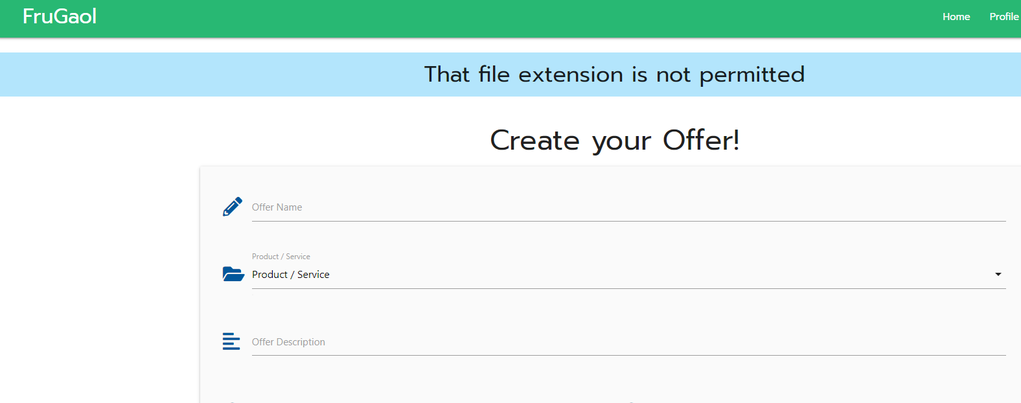 FruGaol
Home Profile
That file extension is not permitted
Create your Offer!
Offer Name
Product / Service
Product / Service
Offer Description